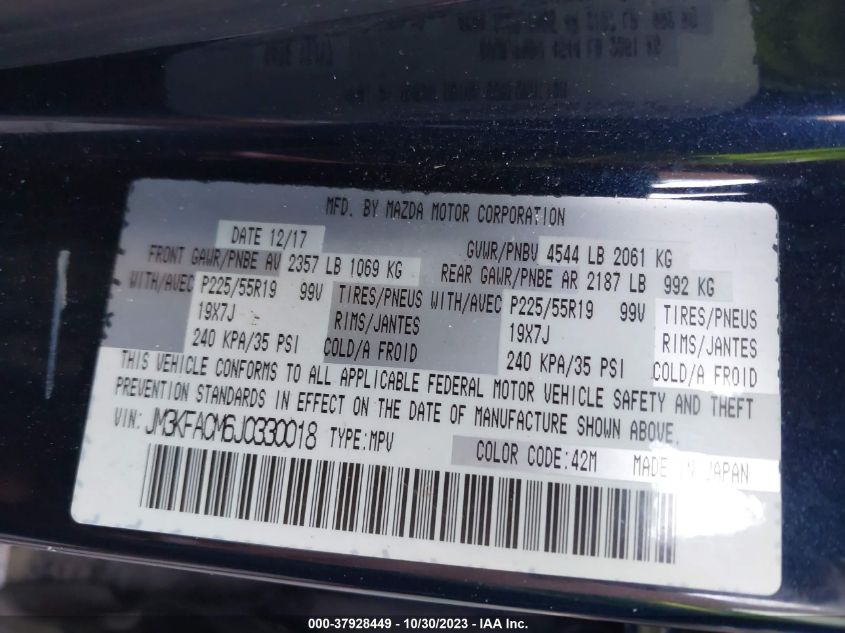 MFD. BY MAZDA MOTOR CORPORATION
DATE 12/17 GVWR/PNBV 4544 LB 2061 KG
FRONT GAWR/PNBE AV 2357 LB 1069 KG REAR GAWR/PNBE AR 2187 LB 992 KG
WITH/AVEC P225/55R19 99V TIRES/PNEUS WITH/AVEC P225/55R19 99V TIRES/PNEUS
19X7J RIMS/JANTES 19X7J RIMS/JANTES
240 KPA/35 PSI COLD/A FROID 240 KPA/35 PSI COLD/A FROID
THIS VEHICLE CONFORMS TO ALL APPLICABLE FEDERAL MOTOR VEHICLE SAFETY AND THEFT
PREVENTION STANDARDS IN EFFECT ON THE DATE OF MANUFACTURE SHOWN ABOVE.
VIN: JM3KFACM6J0330018 TYPE:MPV
COLOR CODE:42M MADE IN JAPAN
000-37928449 - 10/30/2023 - IAA Inc.